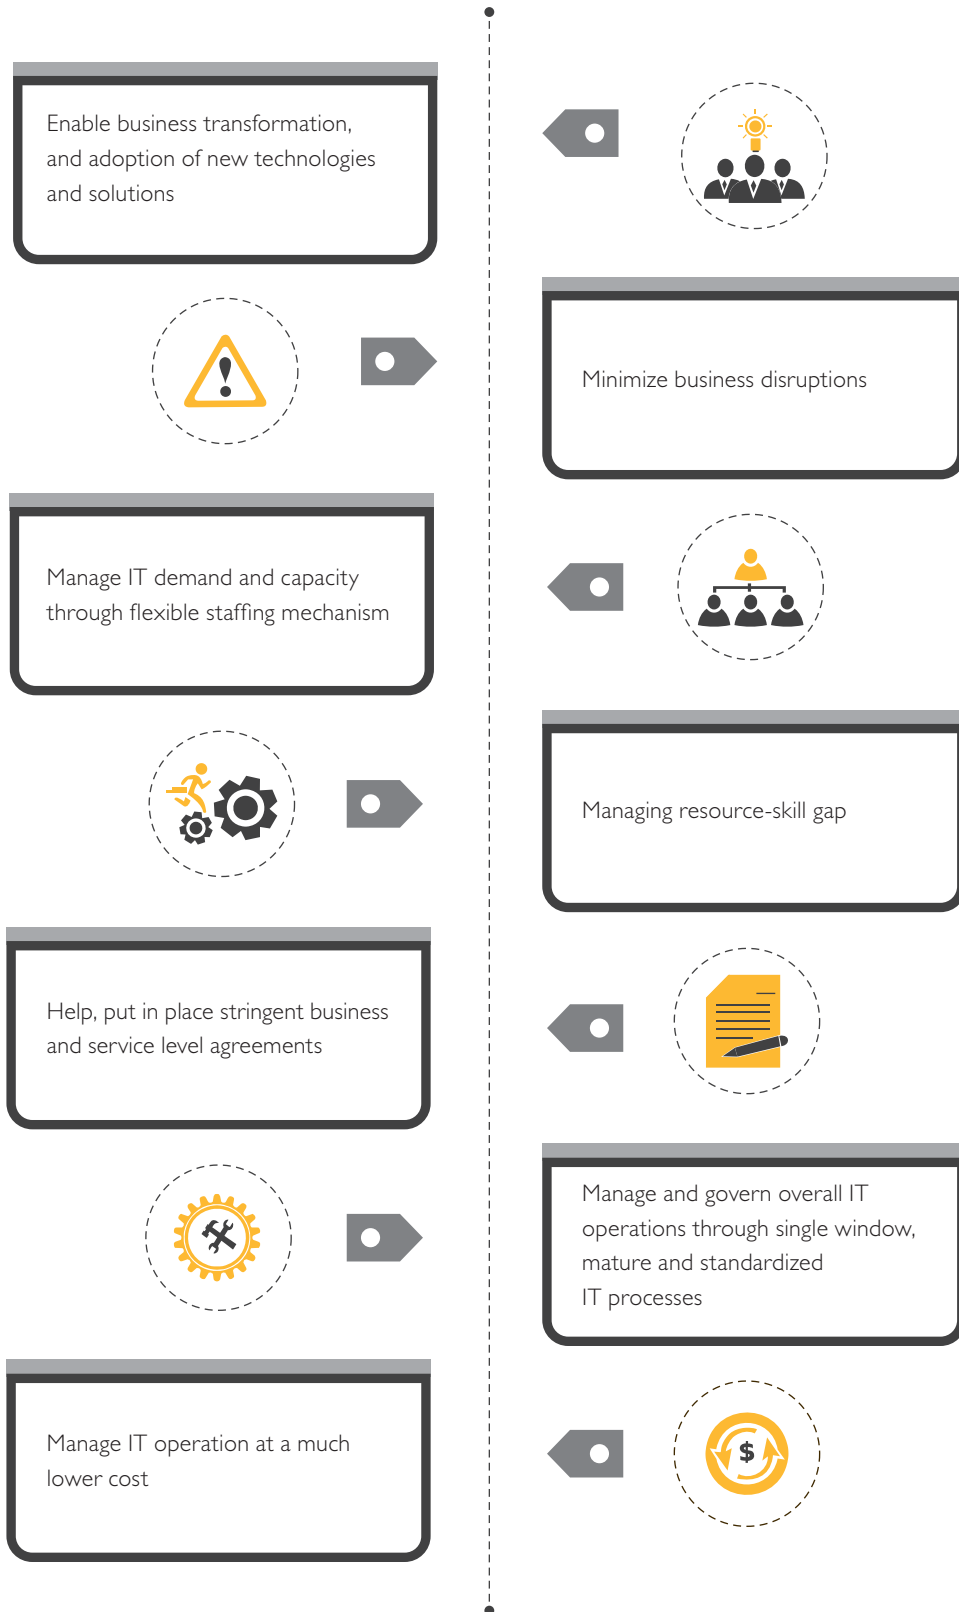 Enable business transformation,
and adoption of new technologies
and solutions
Minimize business disruptions
Manage IT demand and capacity
through flexible staffing mechanism
Managing resource-skill gap
Help, put in place stringent business
and service level agreements
Manage and govern overall IT
operations through single window,
mature and standardized
IT processes
Manage IT operation at a much
lower cost
$